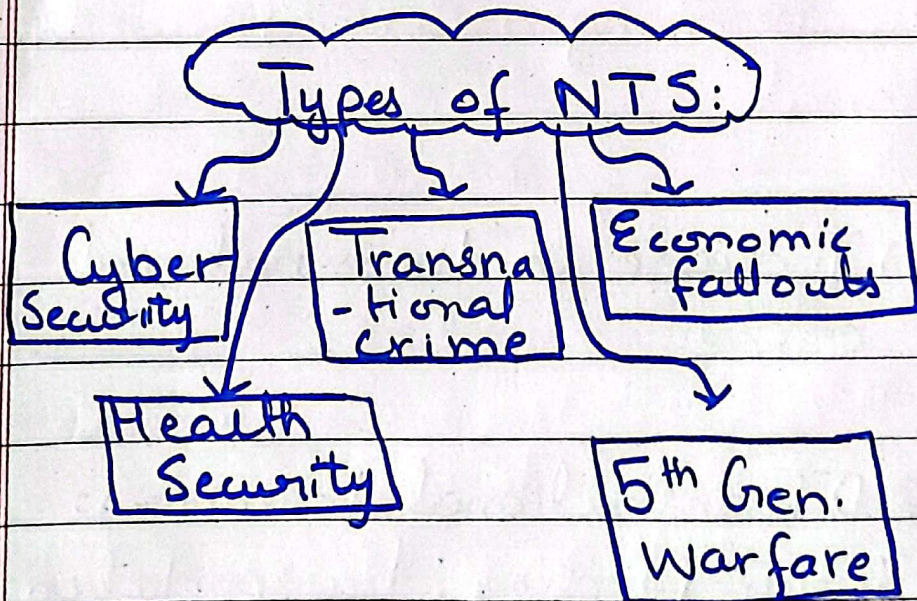 Types of NTS:
Cyber
Security
Transna
-tional
crime
Economic
fallouts
Health
Security
5th Gen.
Warfare